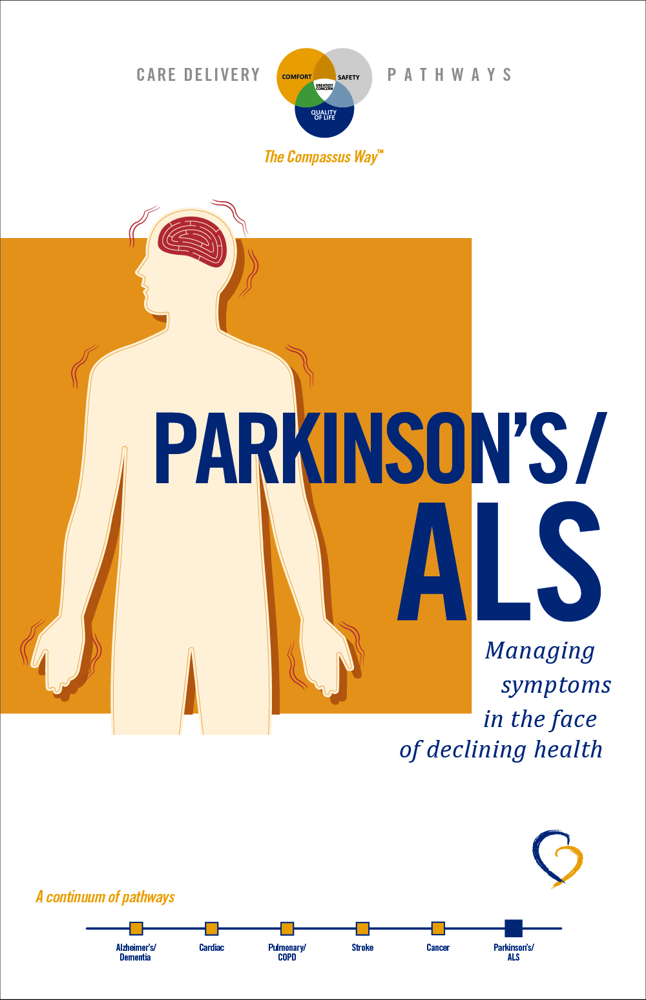 CARE DELIVERY
PATHWAYS
COMFORT
SAFETY
GREATEST
CONCERN
QUALITY
OF LIFE
The Compassus Way™
PARKINSON’S/
ALS
Managing
symptoms
in the face
of declining health
A continuum of pathways
Alzheimer’s/
Dementia
Cardiac
Pulmonary/
COPD
Stroke
Cancer
Parkinson’s/
ALS